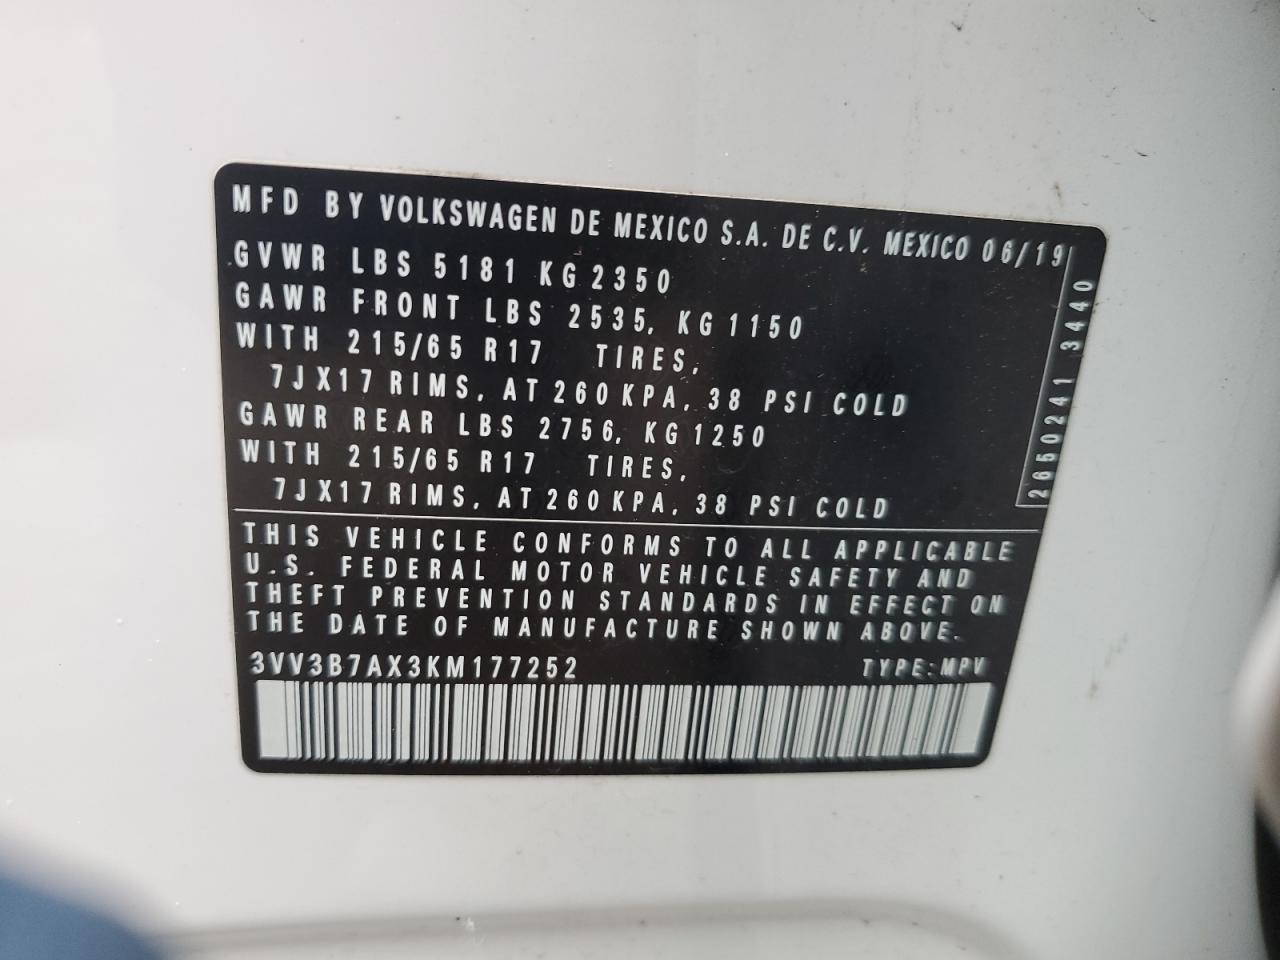 MFD BY VOLKSWAGEN DE MEXICO S.A. DE C.V. MEXICO 06/19
GVWR LBS 5181 KG 2350
GAWR FRONT LBS 2535, KG 1150
WITH 215/65 R17 TIRES,
7JX17 RIMS, AT 260 KPA, 38 PSI COLD
GAWR REAR LBS 2756, KG 1250
WITH 215/65 R17 TIRES,
7JX17 RIMS, AT 260 KPA, 38 PSI COLD
2650241 3440
THIS VEHICLE CONFORMS TO ALL APPLICABLE
U.S. FEDERAL MOTOR VEHICLE SAFETY AND
THEFT PREVENTION STANDARDS IN EFFECT ON
THE DATE OF MANUFACTURE SHOWN ABOVE.
3VV3B7AX3KM177252 TYPE: MPV